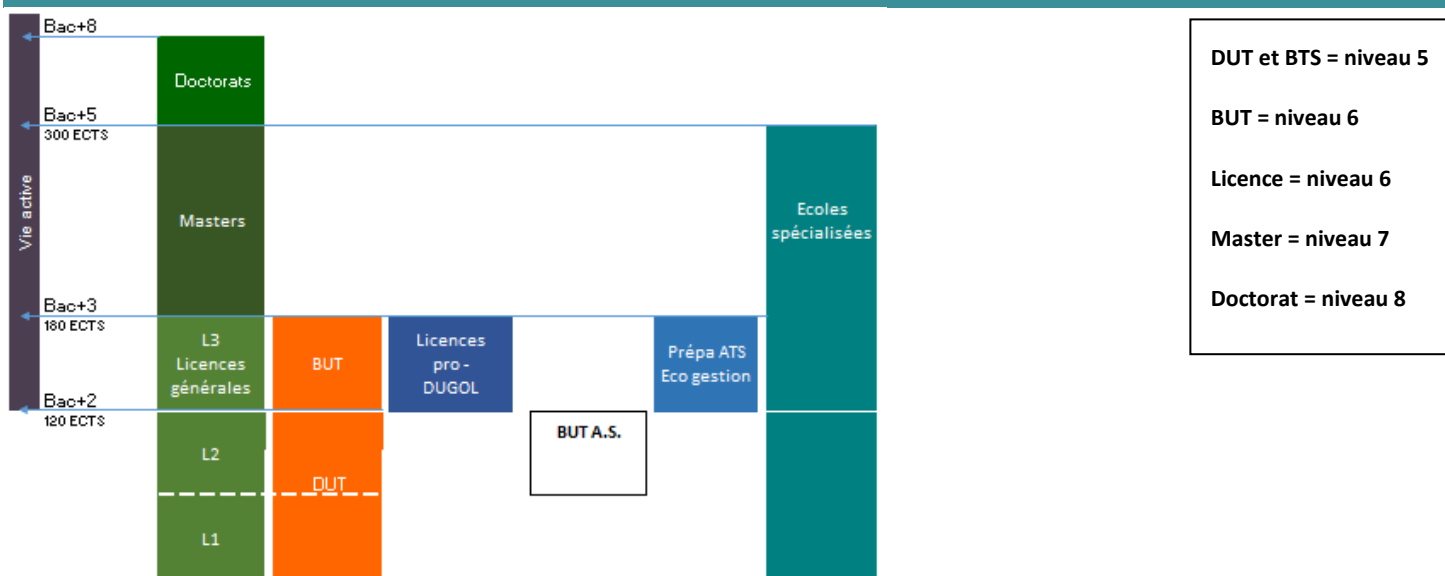 Bac+8
Doctorats
Bac+5
300 ECTS
Vie active
Masters
Ecoles
spécialisées
Bac+3
180 ECTS
L3
Licences
générales
BUT
Licences
pro -
DUGOL
Prépa ATS
Eco gestion
Bac+2
120 ECTS
BUT A.S.
L2
DUT
L1
DUT et BTS = niveau 5
BUT = niveau 6
Licence = niveau 6
Master = niveau 7
Doctorat = niveau 8